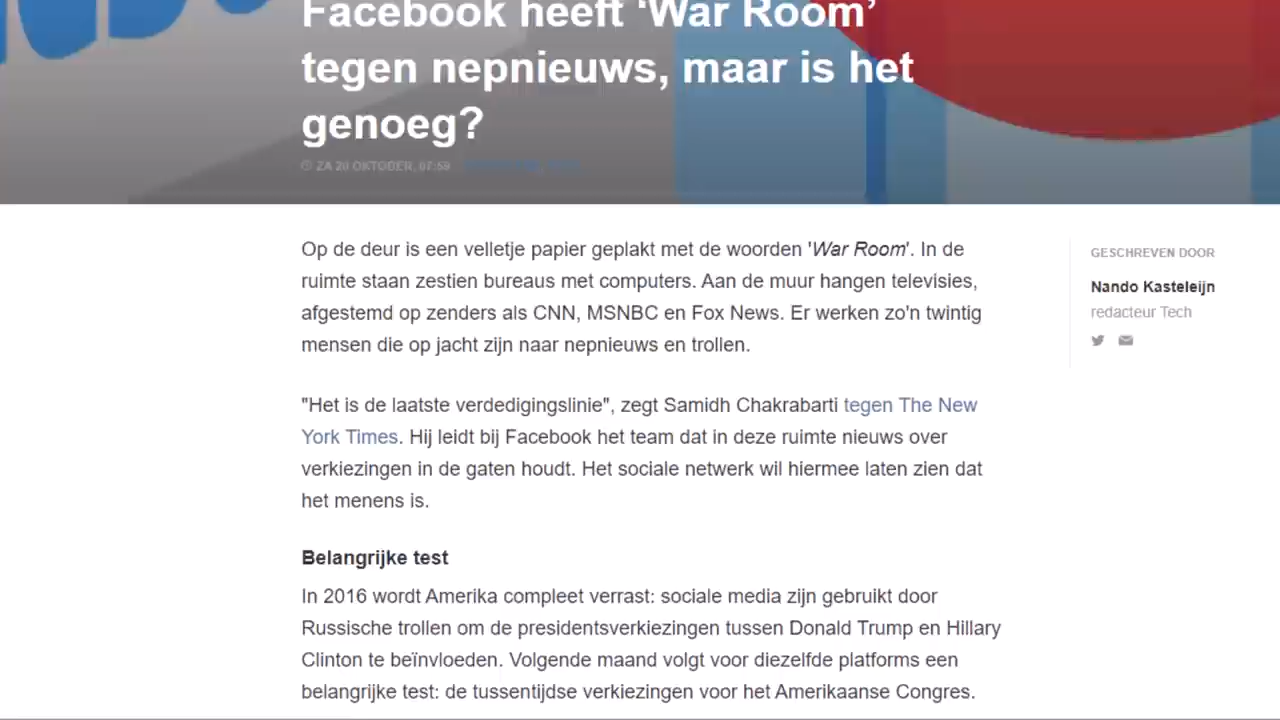 Facebook heeft ‘War Room’
tegen nepnieuws, maar is het
genoeg?
ZA 20 OKTOBER, 07:59
Op de deur is een velletje papier geplakt met de woorden 'War Room'. In de
ruimte staan zestien bureaus met computers. Aan de muur hangen televisies,
afgestemd op zenders als CNN, MSNBC en Fox News. Er werken zo'n twintig
mensen die op jacht zijn naar nepnieuws en trollen.
"Het is de laatste verdedigingslinie", zegt Samidh Chakrabarti tegen The New
York Times. Hij leidt bij Facebook het team dat in deze ruimte nieuws over
verkiezingen in de gaten houdt. Het sociale netwerk wil hiermee laten zien dat
het menens is.
Belangrijke test
In 2016 wordt Amerika compleet verrast: sociale media zijn gebruikt door
Russische trollen om de presidentsverkiezingen tussen Donald Trump en Hillary
Clinton te beïnvloeden. Volgende maand volgt voor diezelfde platforms een
belangrijke test: de tussentijdse verkiezingen voor het Amerikaanse Congres.
GESCHREVEN DOOR
Nando Kasteleijn
redacteur Tech